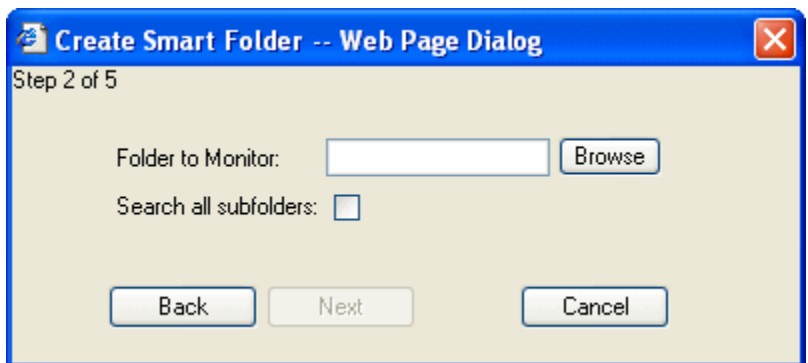 Create Smart Folder -- Web Page Dialog
Step 2 of 5
Folder to Monitor: Browse
Search all subfolders:
Back Next Cancel